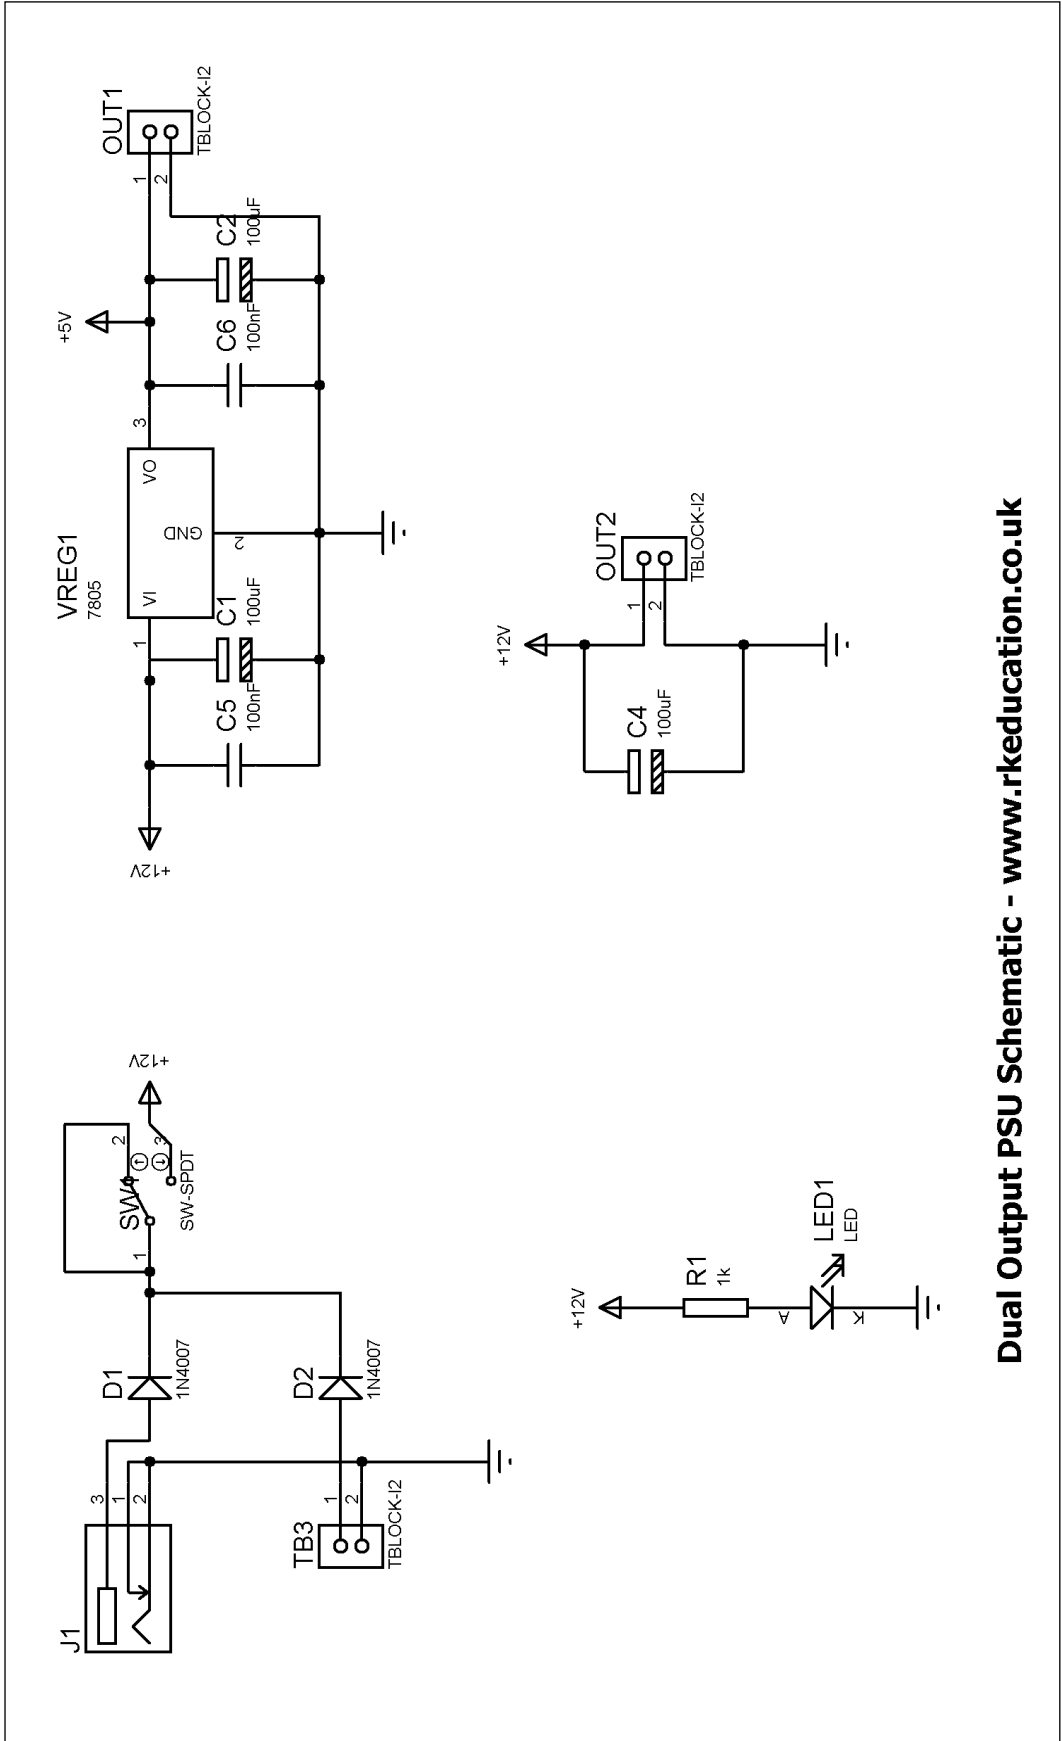 J1
3
1
2
D1
1N4007
1
SW1
2
3
SW-SPDT
+12V
TB3
TBLOCK-I2
1
2
D2
1N4007
+12V
C5
100nF
C1
100uF
1
VREG1
7805
VI
VO
GND
2
3
C6
100nF
+5V
C2
100uF
1
2
OUT1
TBLOCK-I2
+12V
R1
1k
A
K
LED1
LED
C4
100uF
+12V
1
2
OUT2
TBLOCK-I2
Dual Output PSU Schematic - www.rkeducation.co.uk